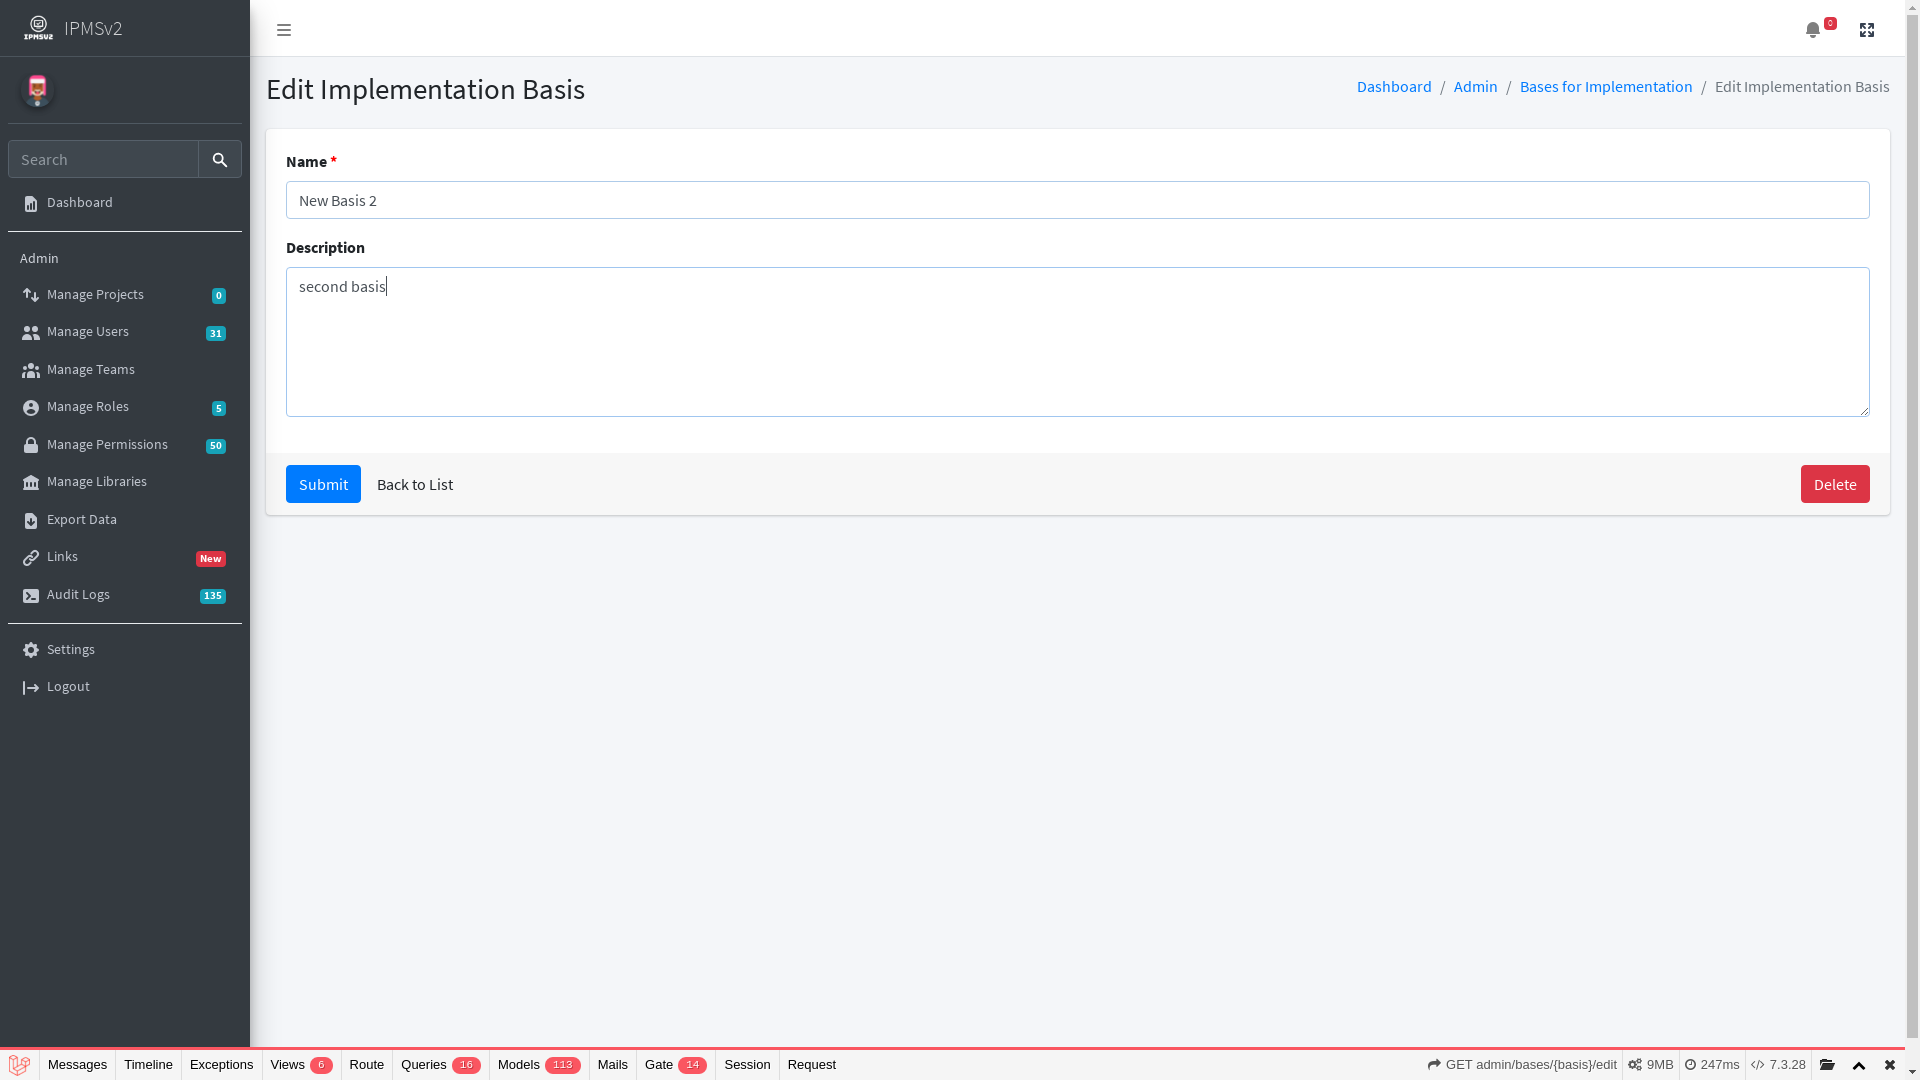 IPMSV2
IPMSv2
0
Edit Implementation Basis
Dashboard / Admin / Bases for Implementation / Edit Implementation Basis
Search
Dashboard
Admin
Manage Projects 0
Manage Users 31
Manage Teams
Manage Roles 5
Manage Permissions 50
Manage Libraries
Export Data
Links New
Audit Logs 135
Settings
Logout
Name *
New Basis 2
Description
second basis
Submit Back to List Delete
Messages Timeline Exceptions Views 6 Route Queries 16 Models 113 Mails Gate 14 Session Request GET admin/bases/{basis}/edit 9MB 247ms </> 7.3.28